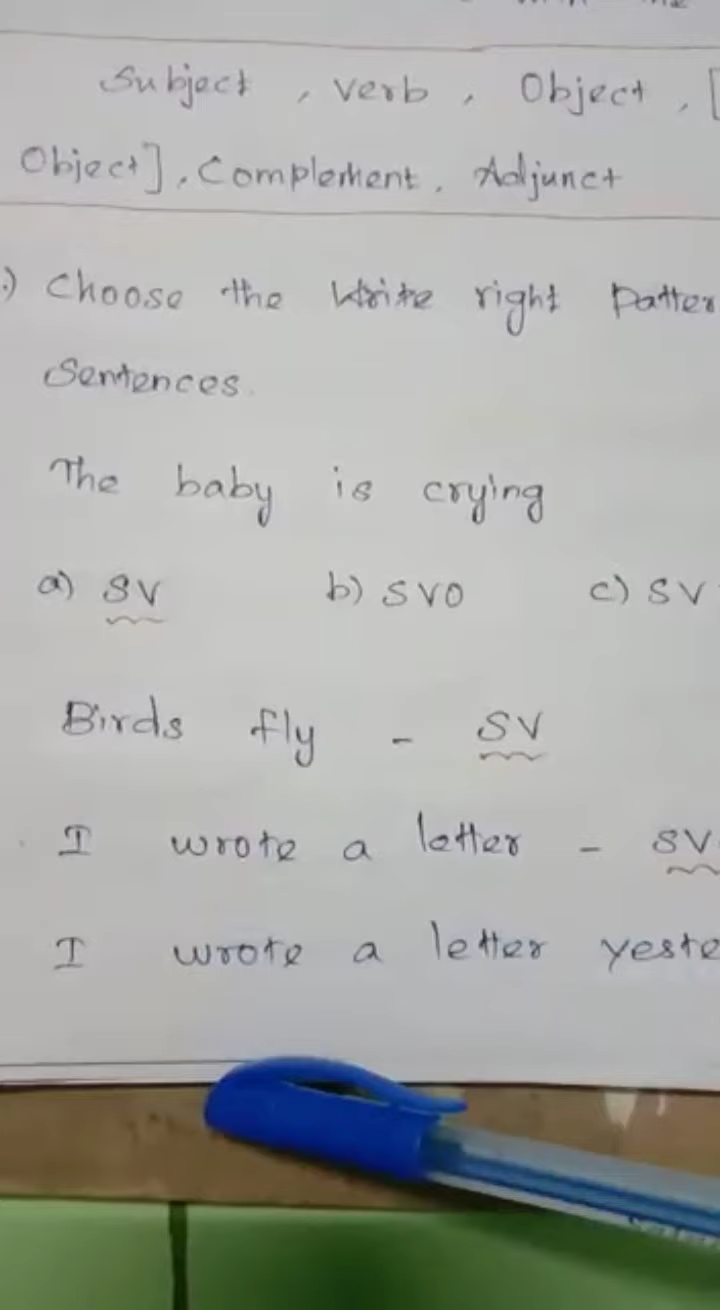 Subject, Verb, Object, [
Object], Complement, Adjunct
.) Choose the Write right Patter
Sentences.
The baby is crying
a) SV b) SVO c) SV
Birds fly - SV
I wrote a letter - SV
I wrote a letter yeste